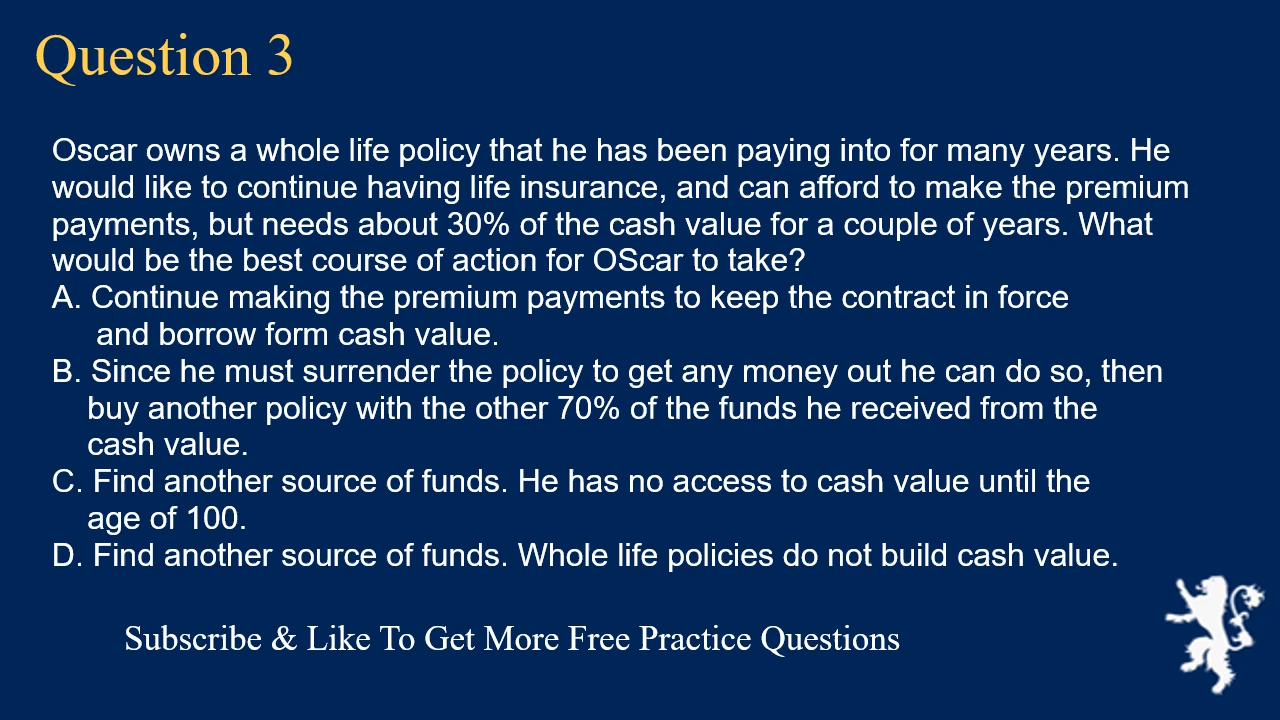 Question 3
Oscar owns a whole life policy that he has been paying into for many years. He
would like to continue having life insurance, and can afford to make the premium
payments, but needs about 30% of the cash value for a couple of years. What
would be the best course of action for OScar to take?
A. Continue making the premium payments to keep the contract in force
and borrow form cash value.
B. Since he must surrender the policy to get any money out he can do so, then
buy another policy with the other 70% of the funds he received from the
cash value.
C. Find another source of funds. He has no access to cash value until the
age of 100.
D. Find another source of funds. Whole life policies do not build cash value.
Subscribe & Like To Get More Free Practice Questions